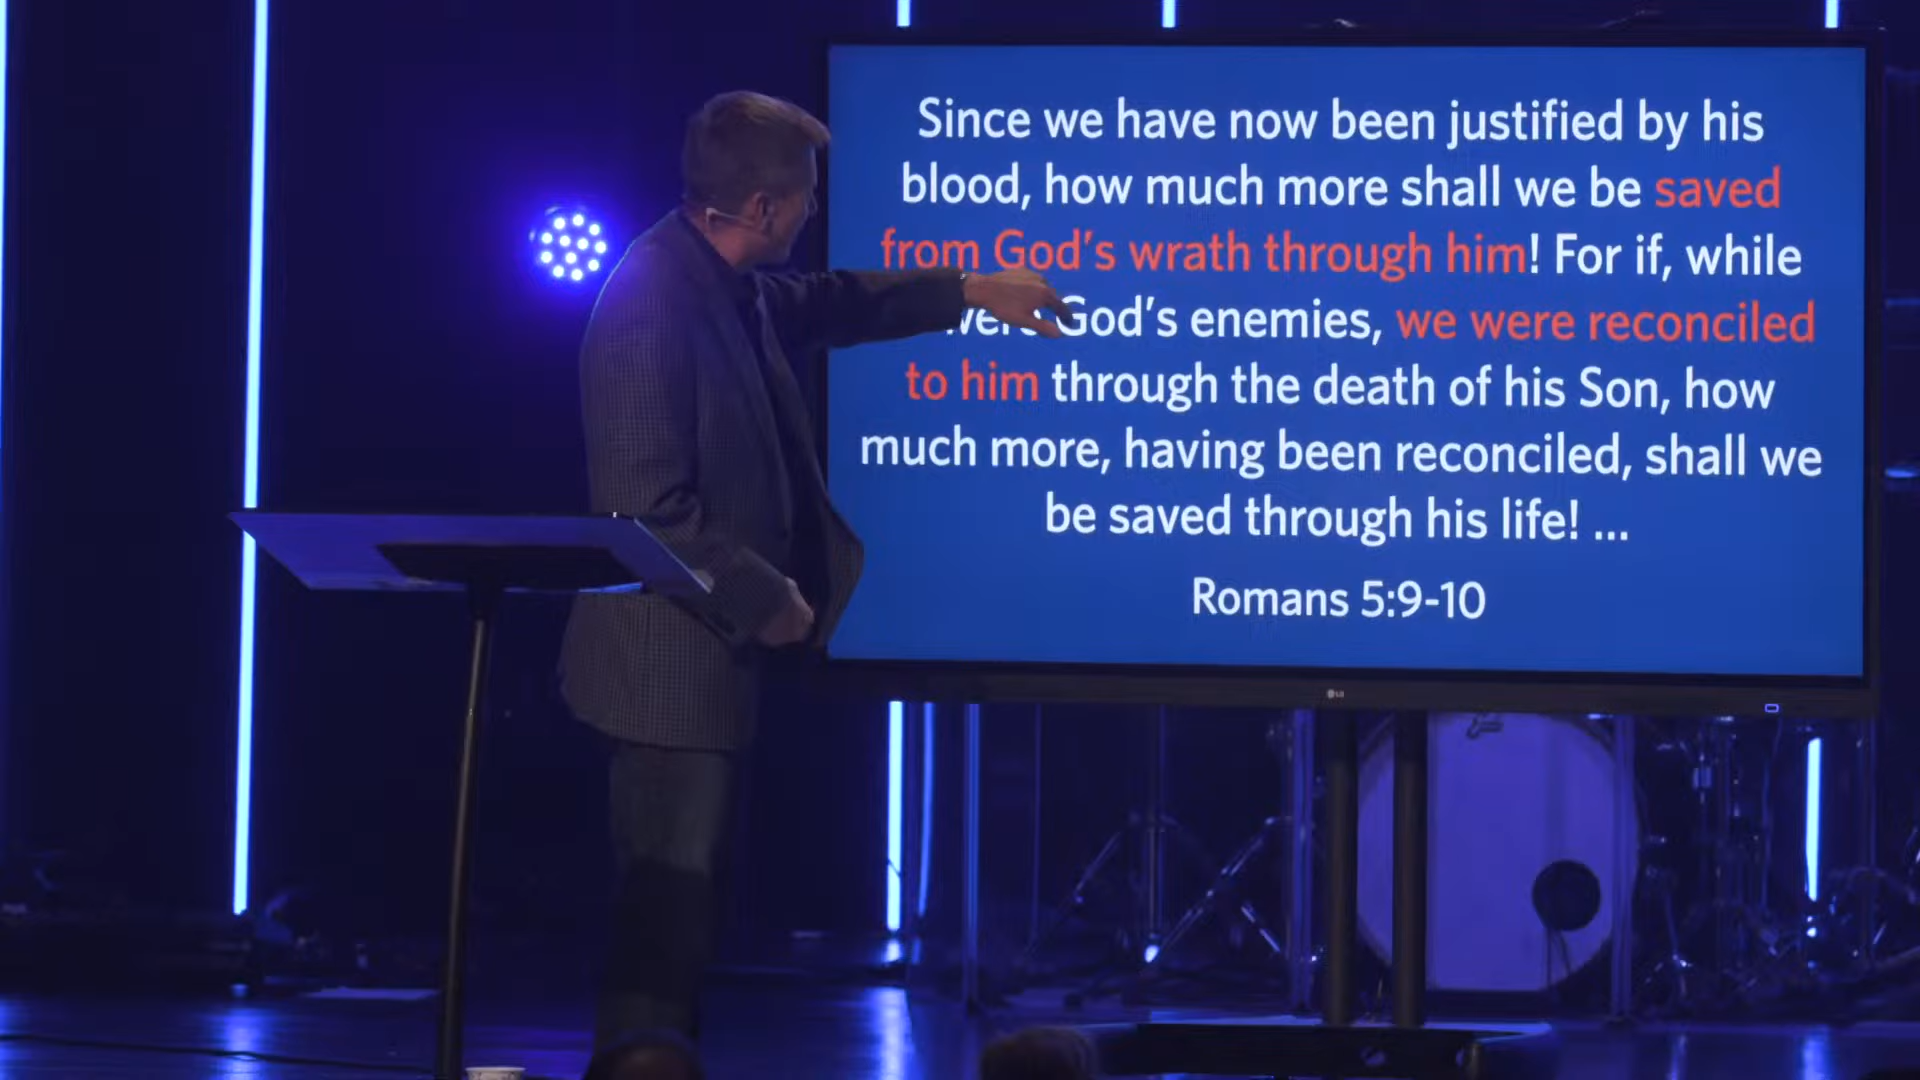 Since we have now been justified by his
blood, how much more shall we be saved
from God's wrath through him! For if, while
were God's enemies, we were reconciled
to him through the death of his Son, how
much more, having been reconciled, shall we
be saved through his life! ...
Romans 5:9-10
LG